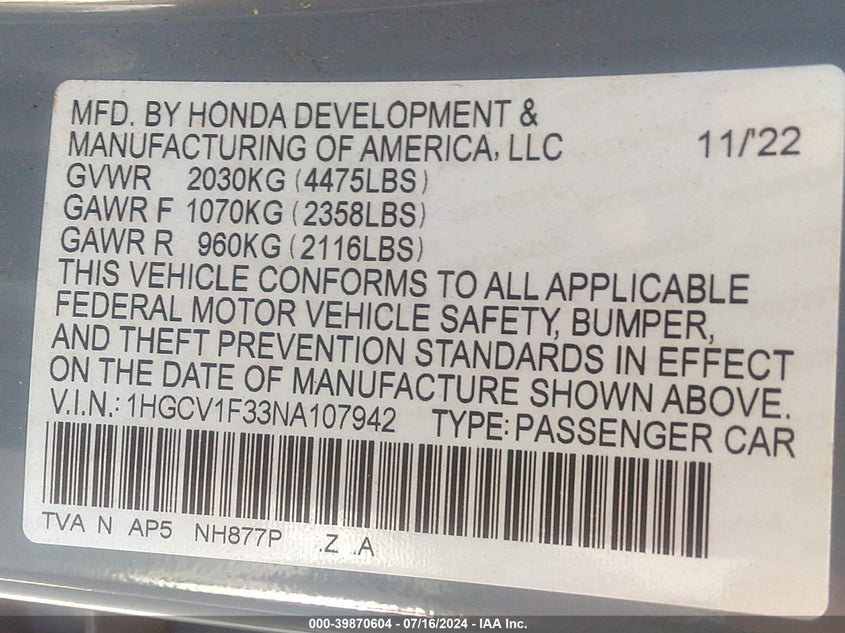 MFD. BY HONDA DEVELOPMENT &
MANUFACTURING OF AMERICA, LLC 11/'22
GVWR 2030KG (4475LBS)
GAWR F 1070KG (2358LBS)
GAWR R 960KG (2116LBS)
THIS VEHICLE CONFORMS TO ALL APPLICABLE
FEDERAL MOTOR VEHICLE SAFETY, BUMPER,
AND THEFT PREVENTION STANDARDS IN EFFECT
ON THE DATE OF MANUFACTURE SHOWN ABOVE.
V.I.N.: 1HGCV1F33NA107942 TYPE: PASSENGER CAR
TVA N AP5 NH877P .Z .A
000-39870604 - 07/16/2024 - IAA Inc.